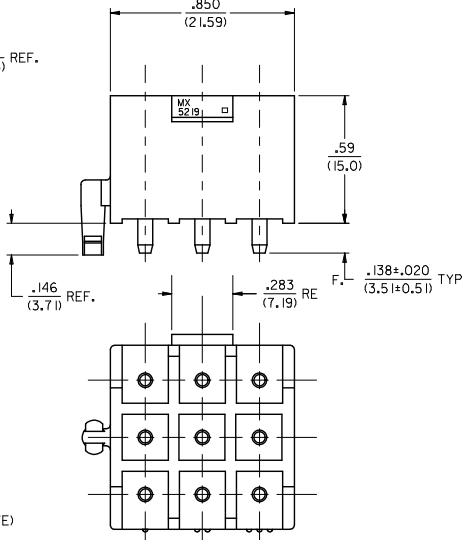 .850
(21.59)
REF.
MX
5219
.59
(15.0)
.146
(3.71)
REF.
.283
(7.19)
RE
F.
.138±.020
(3.51±0.51)
TYP